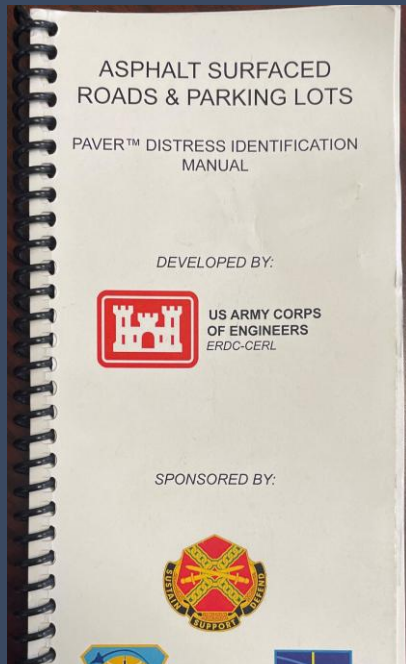 ASPHALT SURFACED
ROADS & PARKING LOTS
PAVER™ DISTRESS IDENTIFICATION
MANUAL
DEVELOPED BY:
US ARMY CORPS
OF ENGINEERS
ERDC-CERL
SPONSORED BY:
SUSTAIN
SUPPORT
DEFEND